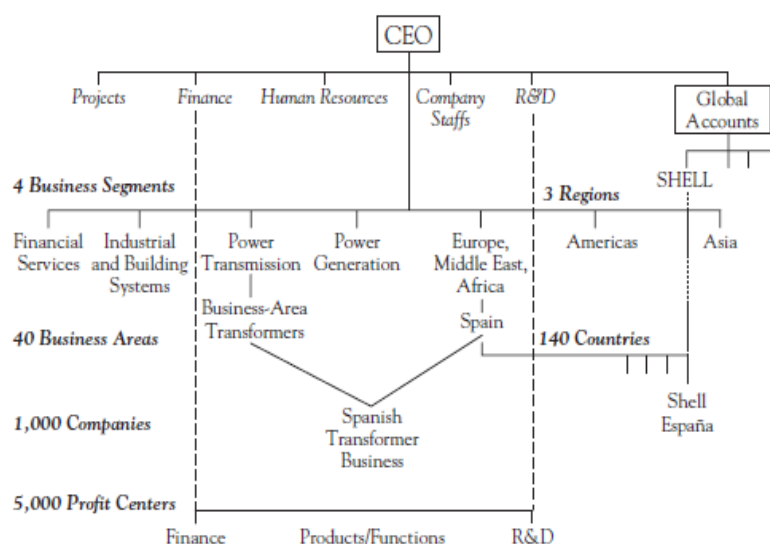 CEO
Projects
Finance
Human Resources
Company
Staffs
R&D
Global
Accounts
SHELL
4 Business Segments
3 Regions
Financial
Services
Industrial
and Building
Systems
Power
Transmission
Power
Generation
Europe,
Middle East,
Africa
Americas
Asia
Business-Area
Transformers
Spain
40 Business Areas
140 Countries
Shell
España
1,000 Companies
Spanish
Transformer
Business
5,000 Profit Centers
Finance
Products/Functions
R&D